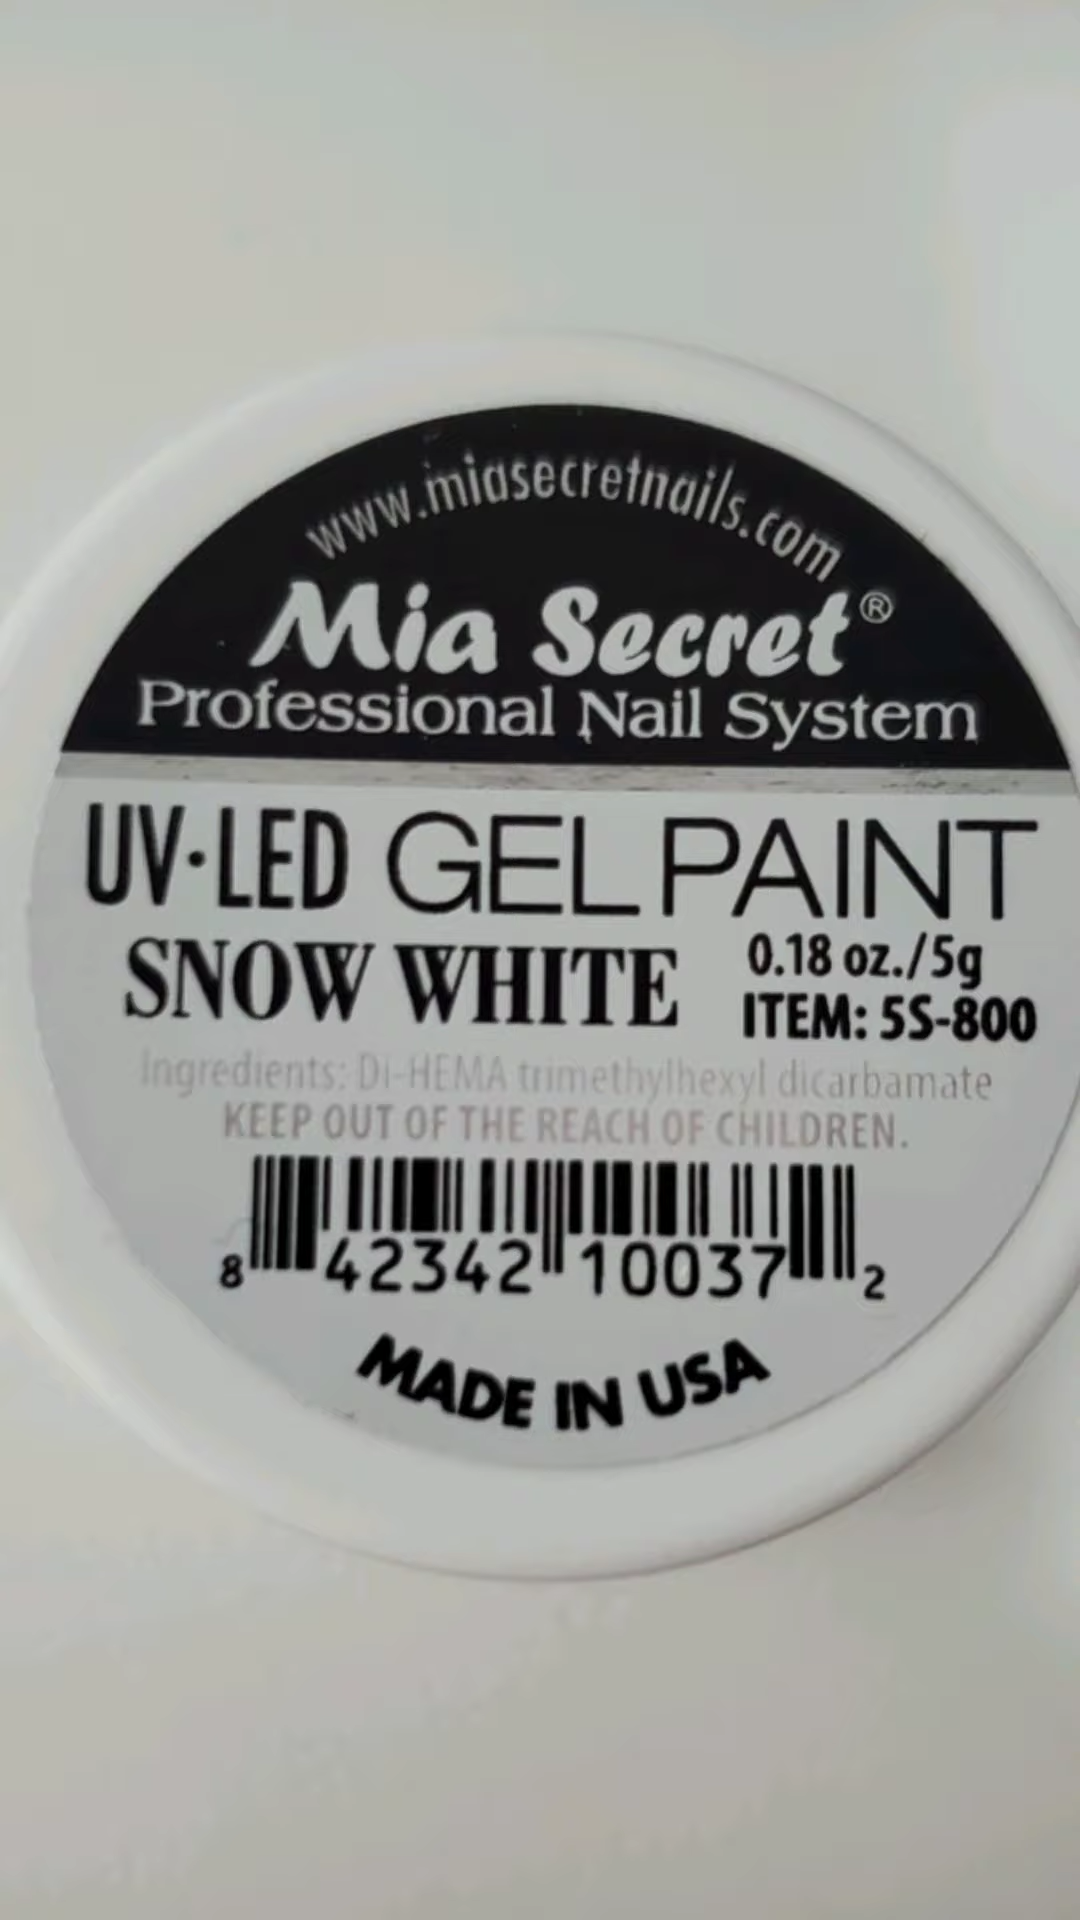 www.miasecretnails.com
Mia Secret®
Professional Nail System
UV·LED GEL PAINT
SNOW WHITE
0.18 oz./5g
ITEM: 5S-800
Ingredients: Di-HEMA trimethylhexyl dicarbamate
KEEP OUT OF THE REACH OF CHILDREN.
8 42342 10037 2
MADE IN USA